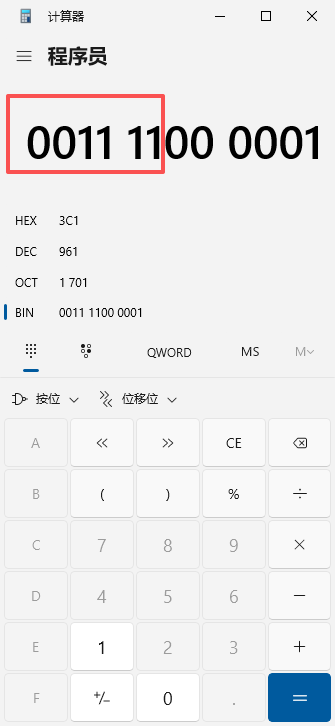 计算器
程序员
0011 1100 0001
HEX 3C1
DEC 961
OCT 1 701
BIN 0011 1100 0001
QWORD MS M
按位 位移位
A « » CE
B ( ) % ÷
C 7 8 9 ×
D 4 5 6 −
E 1 2 3 +
F +/− 0 . =